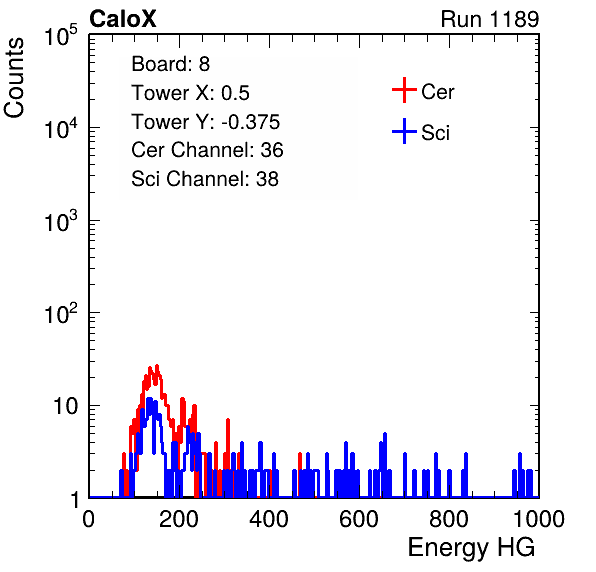 CaloX Run 1189
Counts
10^5
10^4
10^3
10^2
10
1
Board: 8
Tower X: 0.5
Tower Y: -0.375
Cer Channel: 36
Sci Channel: 38
Cer
Sci
0 200 400 600 800 1000
Energy HG